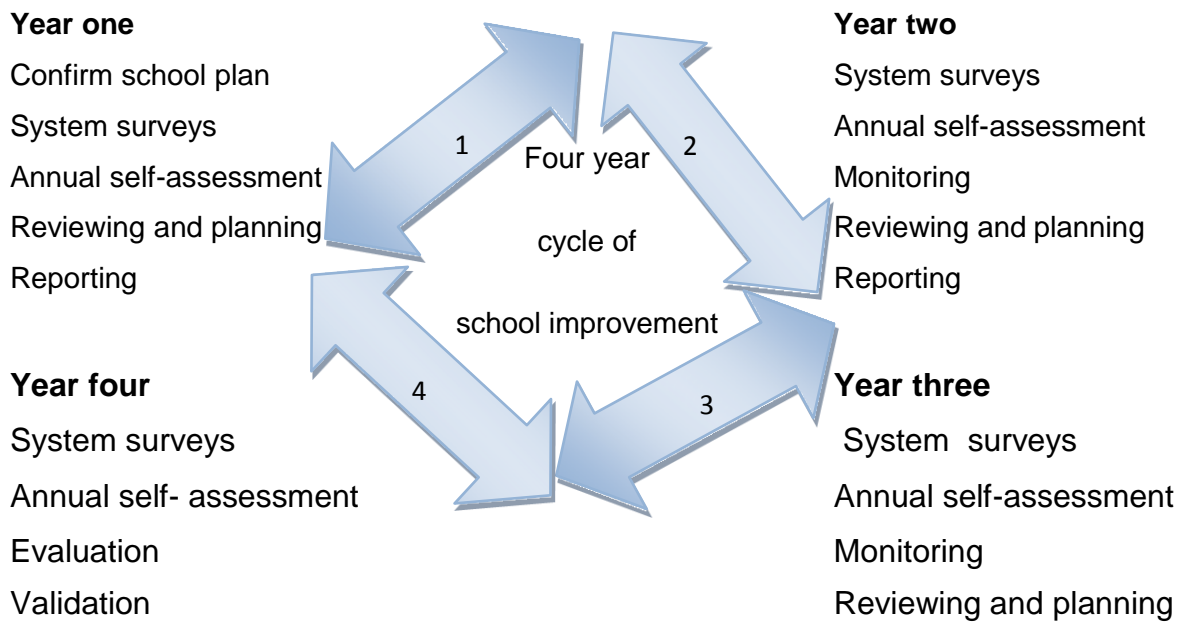 Year one
Confirm school plan
System surveys
Annual self-assessment
Reviewing and planning
Reporting
1
Four year
cycle of
school improvement
2
Year two
System surveys
Annual self-assessment
Monitoring
Reviewing and planning
Reporting
Year four
System surveys
Annual self- assessment
Evaluation
Validation
4
3
Year three
System surveys
Annual self-assessment
Monitoring
Reviewing and planning